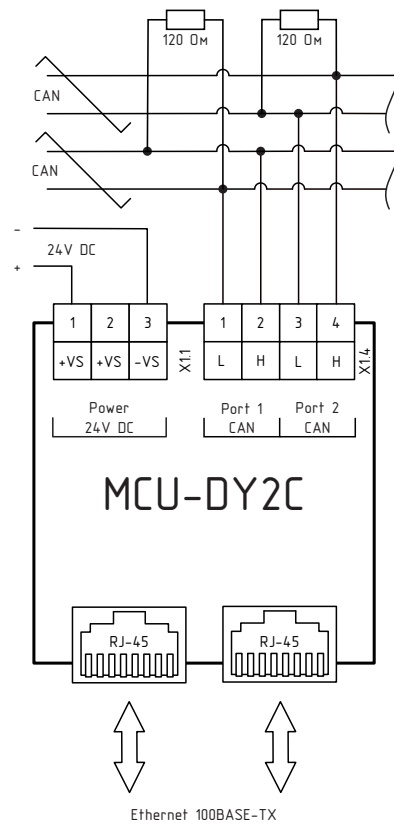 120 Ом 120 Ом
CAN
CAN
-
24V DC
+
1 2 3 1 2 3 4
+VS +VS -VS X1.1 L H L H X1.4
Power Port 1 Port 2
24V DC CAN CAN
MCU-DY2C
RJ-45 RJ-45
Ethernet 100BASE-TX